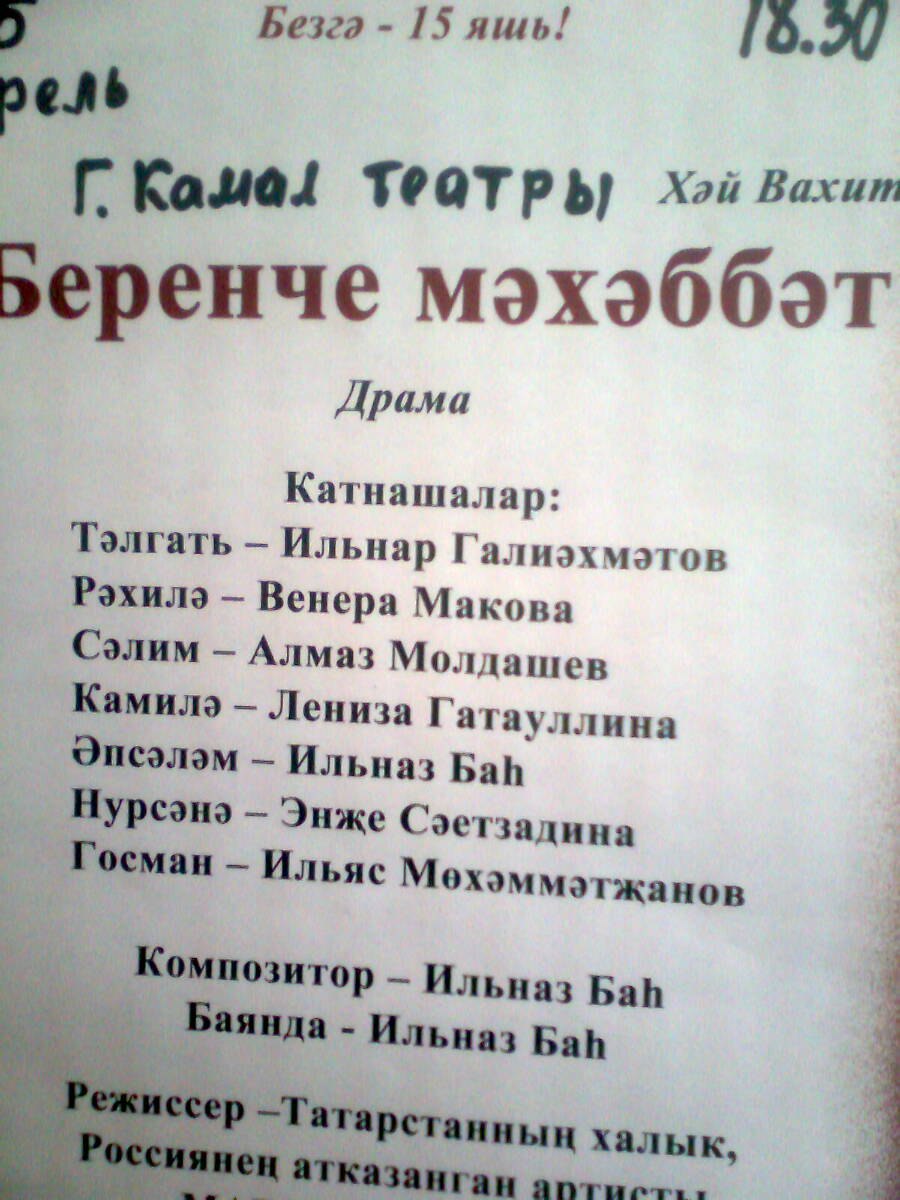 Безгә - 15 яшь!
18.30
рель
Г. Камал театры
Хәй Вахит
Беренче мәхәббәт
Драма
Катнашалар:
Тәлгать – Ильнар Галиәхмәтов
Рәхилә – Венера Макова
Сәлим – Алмаз Молдашев
Камилә – Лениза Гатауллина
Әпсәләм – Ильназ Баһ
Нурсәнә – Энҗе Сәетзадина
Госман – Ильяс Мөхәммәтҗанов
Композитор – Ильназ Баһ
Баянда - Ильназ Баһ
Режиссер –Татарстанның халык,
Россиянең атказанган артисты